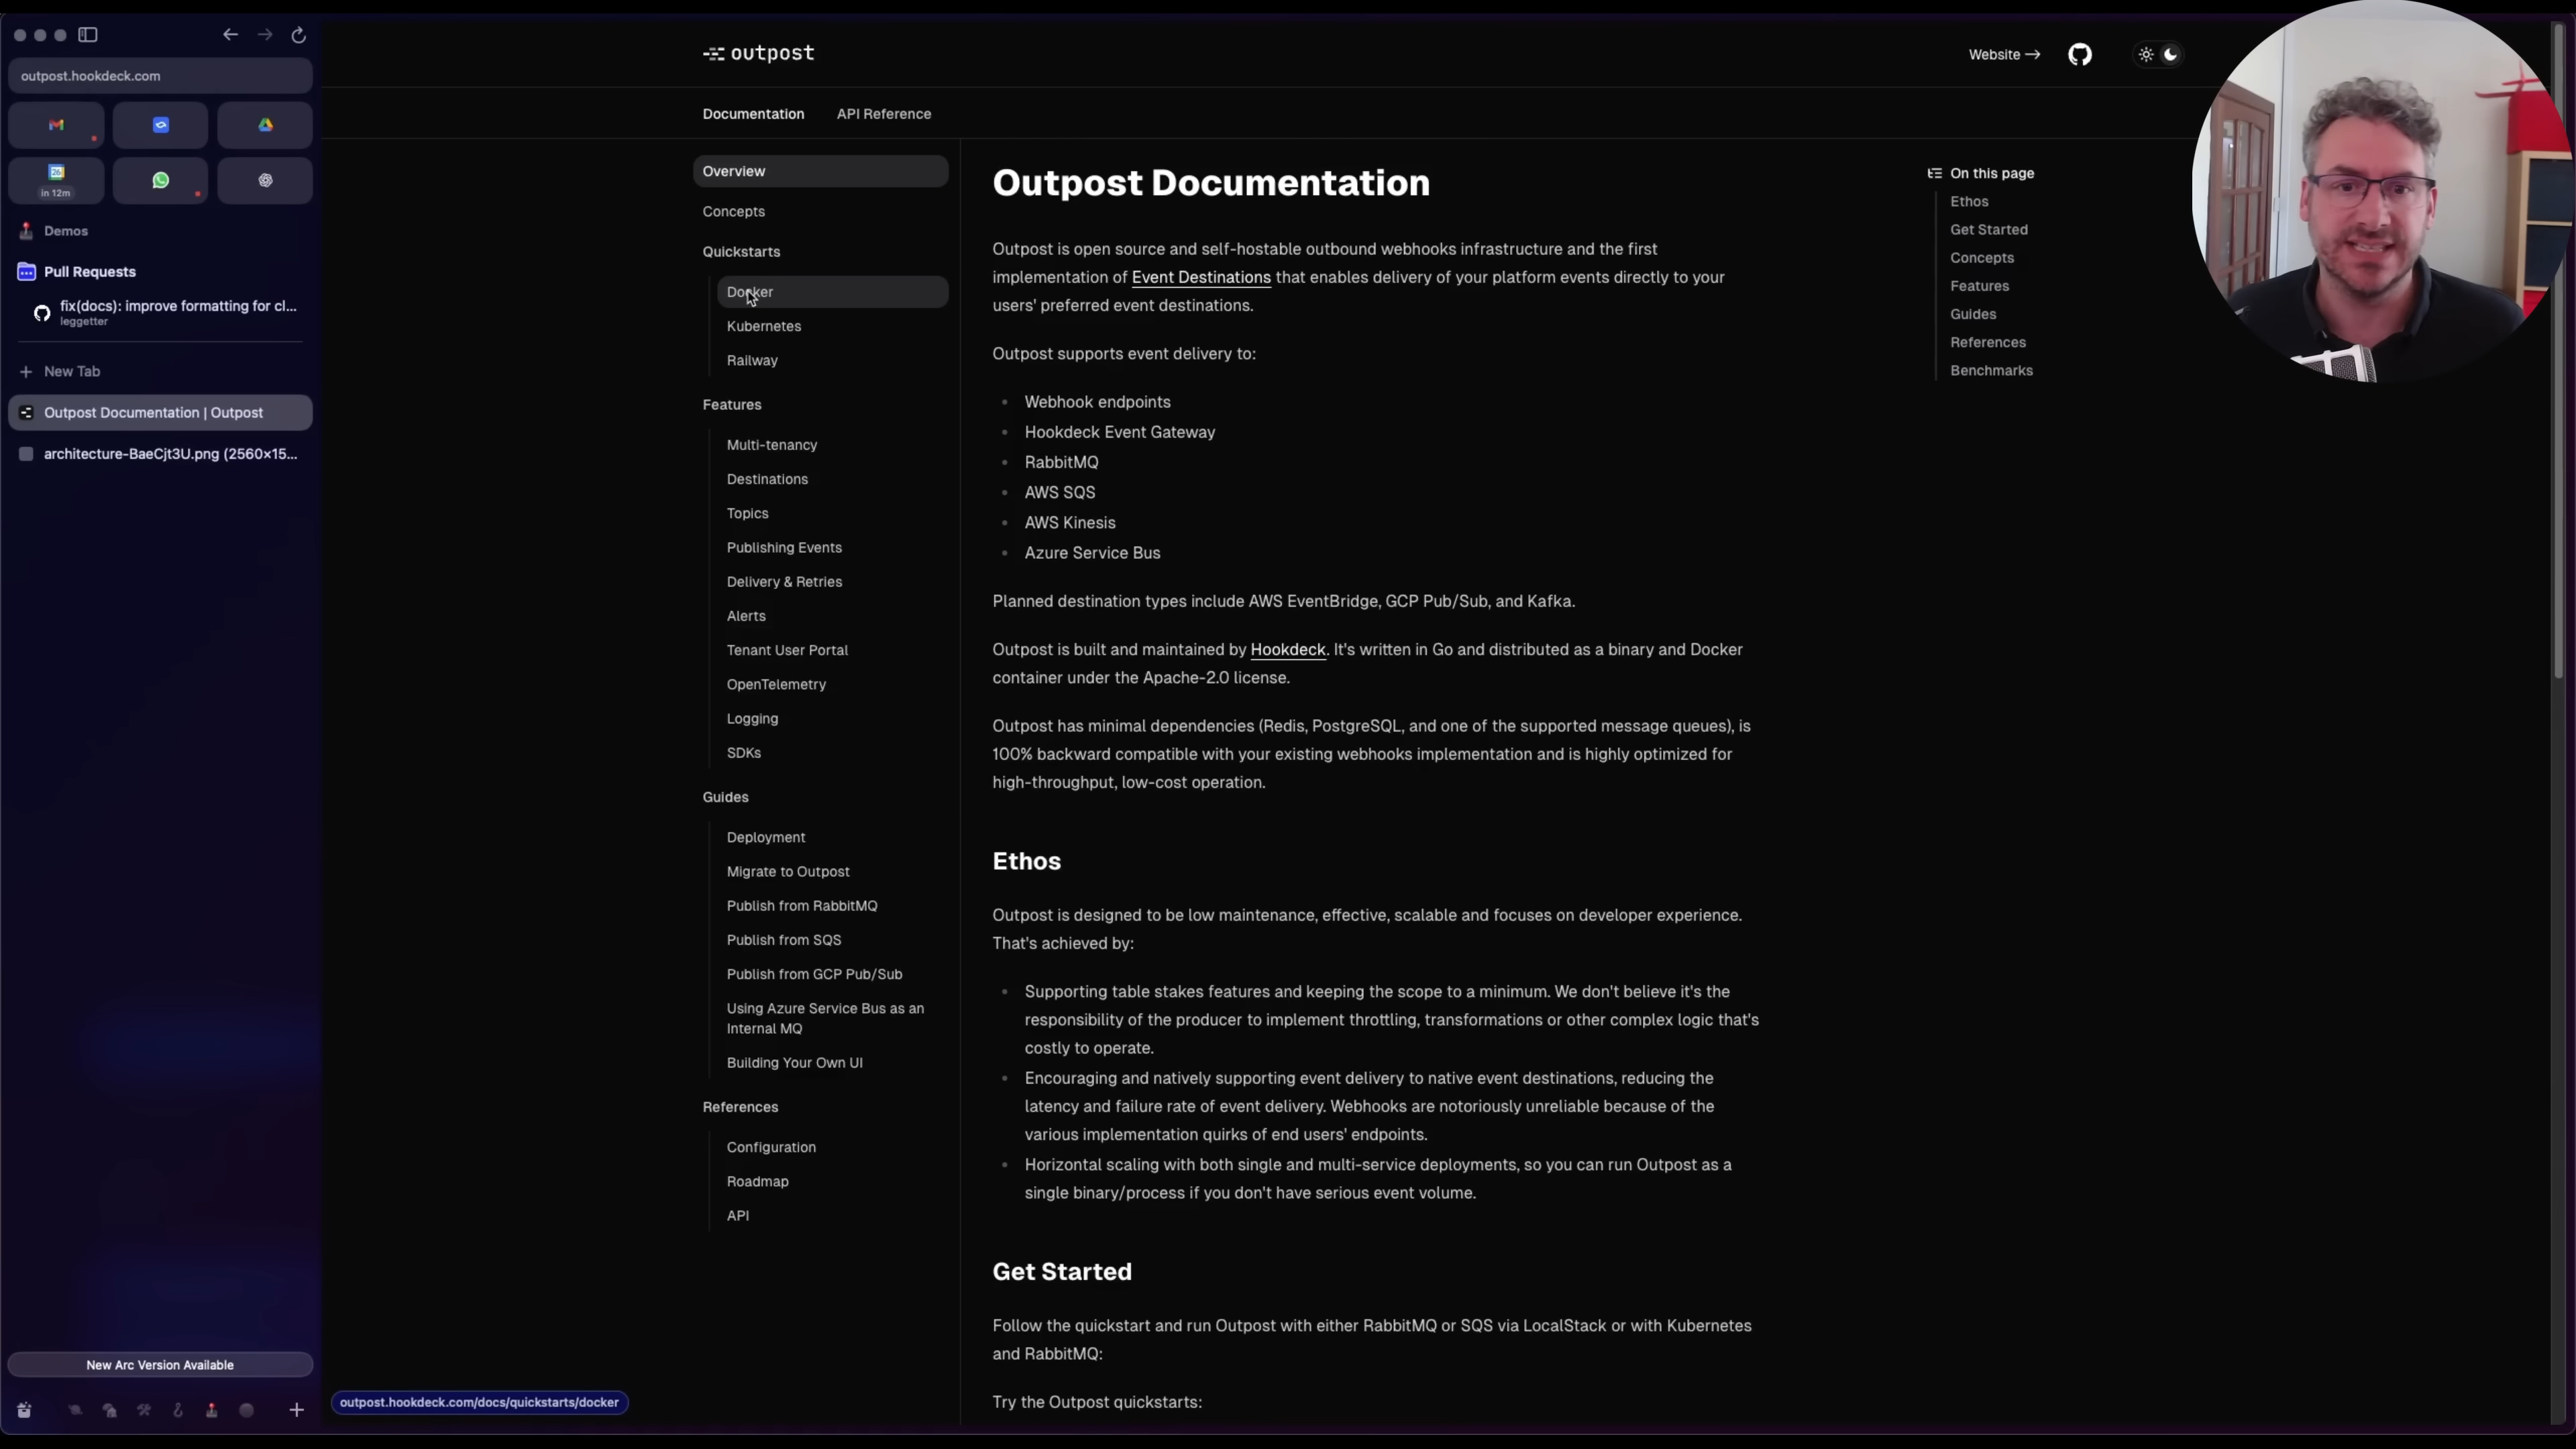 outpost.hookdeck.com
in 12m
Demos
Pull Requests
fix(docs): improve formatting for cl...
leggetter
New Tab
Outpost Documentation | Outpost
architecture-BaeCjt3U.png (2560×15...
New Arc Version Available
outpost
Website
Documentation
API Reference
Overview
Concepts
Quickstarts
Docker
Kubernetes
Railway
Features
Multi-tenancy
Destinations
Topics
Publishing Events
Delivery & Retries
Alerts
Tenant User Portal
OpenTelemetry
Logging
SDKs
Guides
Deployment
Migrate to Outpost
Publish from RabbitMQ
Publish from SQS
Publish from GCP Pub/Sub
Using Azure Service Bus as an
Internal MQ
Building Your Own UI
References
Configuration
Roadmap
API
Outpost Documentation
Outpost is open source and self-hostable outbound webhooks infrastructure and the first
implementation of Event Destinations that enables delivery of your platform events directly to your
users' preferred event destinations.
Outpost supports event delivery to:
Webhook endpoints
Hookdeck Event Gateway
RabbitMQ
AWS SQS
AWS Kinesis
Azure Service Bus
Planned destination types include AWS EventBridge, GCP Pub/Sub, and Kafka.
Outpost is built and maintained by Hookdeck. It's written in Go and distributed as a binary and Docker
container under the Apache-2.0 license.
Outpost has minimal dependencies (Redis, PostgreSQL, and one of the supported message queues), is
100% backward compatible with your existing webhooks implementation and is highly optimized for
high-throughput, low-cost operation.
Ethos
Outpost is designed to be low maintenance, effective, scalable and focuses on developer experience.
That's achieved by:
Supporting table stakes features and keeping the scope to a minimum. We don't believe it's the
responsibility of the producer to implement throttling, transformations or other complex logic that's
costly to operate.
Encouraging and natively supporting event delivery to native event destinations, reducing the
latency and failure rate of event delivery. Webhooks are notoriously unreliable because of the
various implementation quirks of end users' endpoints.
Horizontal scaling with both single and multi-service deployments, so you can run Outpost as a
single binary/process if you don't have serious event volume.
Get Started
Follow the quickstart and run Outpost with either RabbitMQ or SQS via LocalStack or with Kubernetes
and RabbitMQ:
Try the Outpost quickstarts:
On this page
Ethos
Get Started
Concepts
Features
Guides
References
Benchmarks
outpost.hookdeck.com/docs/quickstarts/docker